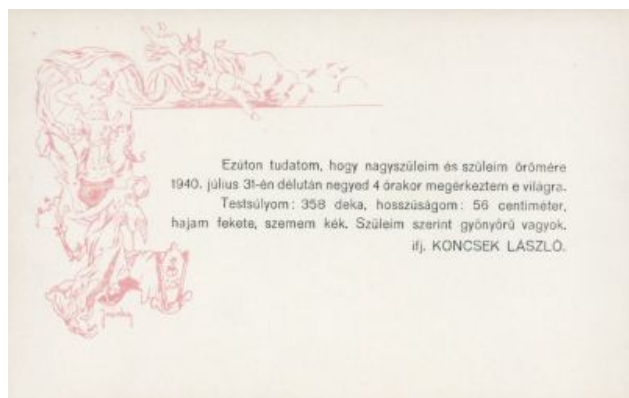 Ezúton tudatom, hogy nagyszüleim és szüleim örömére
1940. július 31-én délután negyed 4 órakor megérkeztem e világra.
Testsúlyom: 358 deka, hosszúságom: 56 centiméter,
hajam fekete, szemem kék. Szüleim szerint gyönyörű vagyok.
ifj. KONCSEK LÁSZLÓ.